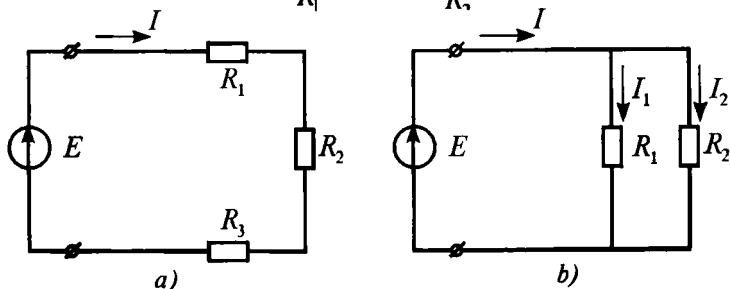 I I
R₁ I₁ I₂
E R₂ E R₁ R₂
R₃
a) b)